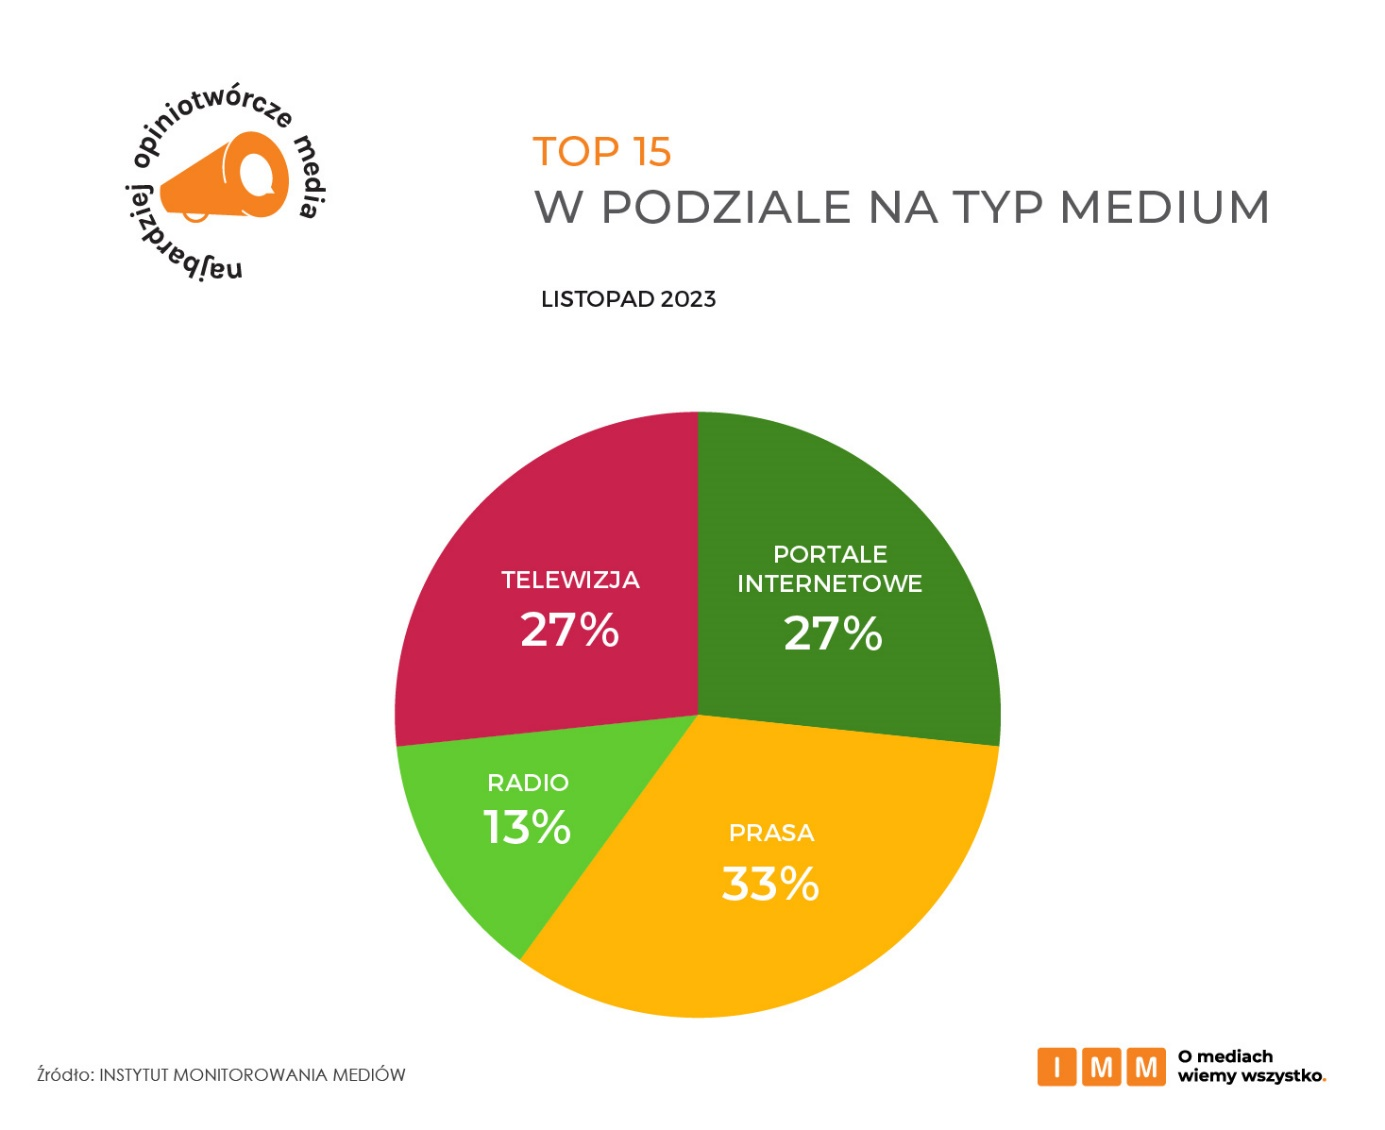 najbardziej opiniotwórcze media
TOP 15
W PODZIALE NA TYP MEDIUM
LISTOPAD 2023
TELEWIZJA
27%
PORTALE
INTERNETOWE
27%
RADIO
13%
PRASA
33%
Źródło: INSTYTUT MONITOROWANIA MEDIÓW
IMM
O mediach
wiemy wszystko.